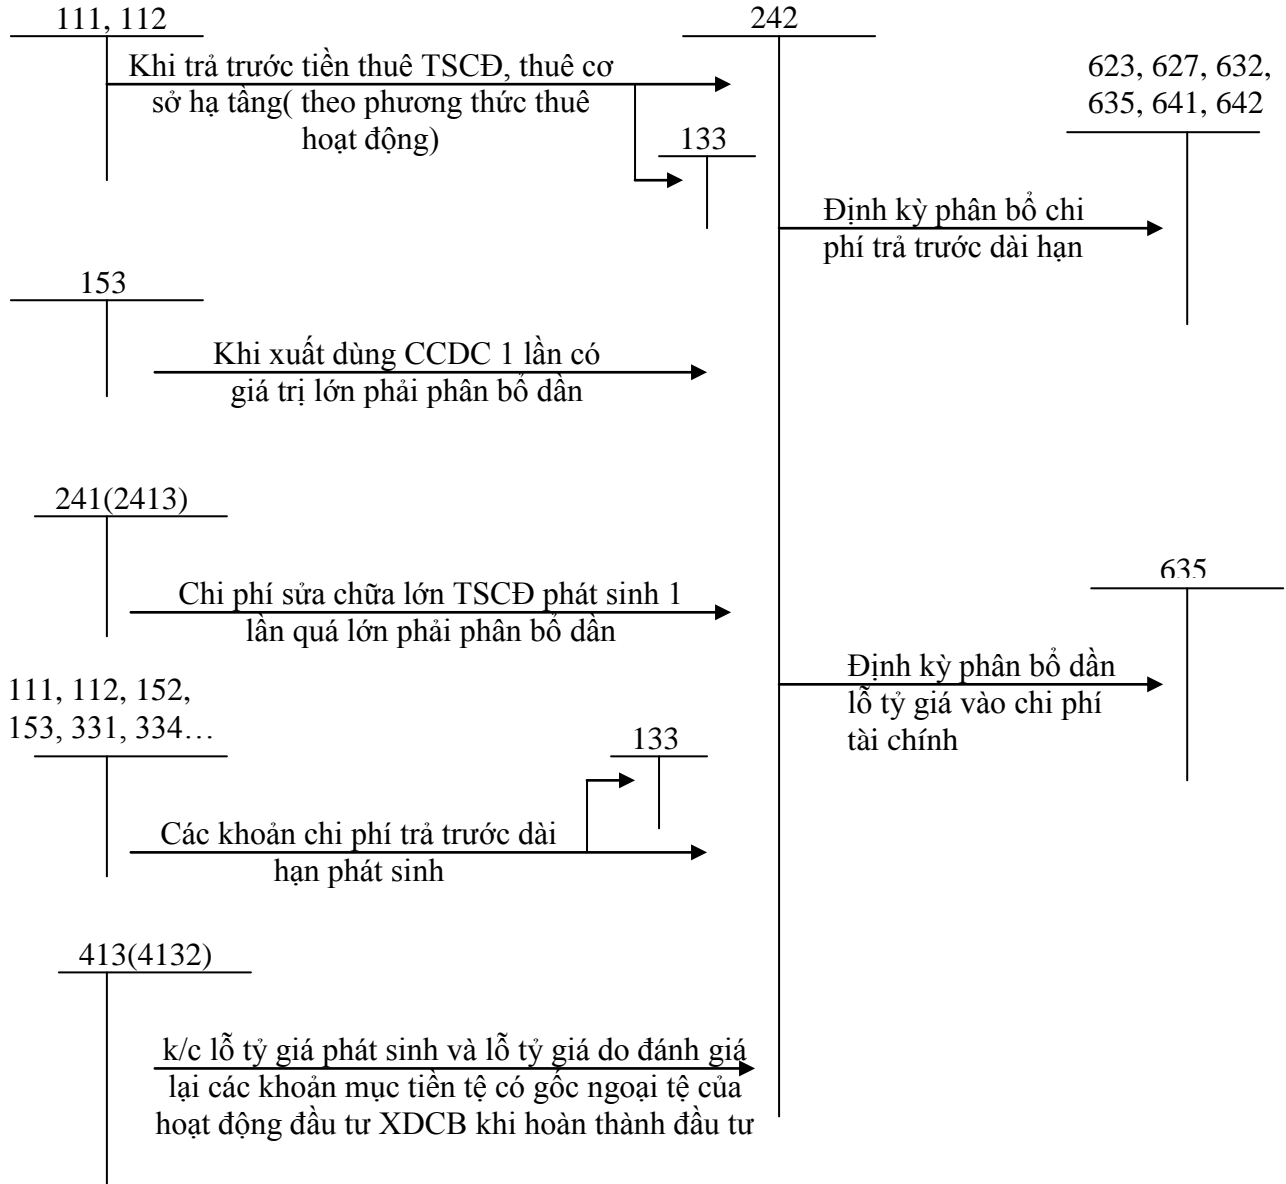 111, 112
242
Khi trả trước tiền thuê TSCĐ, thuê cơ
sở hạ tầng( theo phương thức thuê
hoạt động)
133
623, 627, 632,
635, 641, 642
Định kỳ phân bổ chi
phí trả trước dài hạn
153
Khi xuất dùng CCDC 1 lần có
giá trị lớn phải phân bổ dần
241(2413)
Chi phí sửa chữa lớn TSCĐ phát sinh 1
lần quá lớn phải phân bổ dần
635
Định kỳ phân bổ dần
lỗ tỷ giá vào chi phí
tài chính
111, 112, 152,
153, 331, 334…
133
Các khoản chi phí trả trước dài
hạn phát sinh
413(4132)
k/c lỗ tỷ giá phát sinh và lỗ tỷ giá do đánh giá
lại các khoản mục tiền tệ có gốc ngoại tệ của
hoạt động đầu tư XDCB khi hoàn thành đầu tư